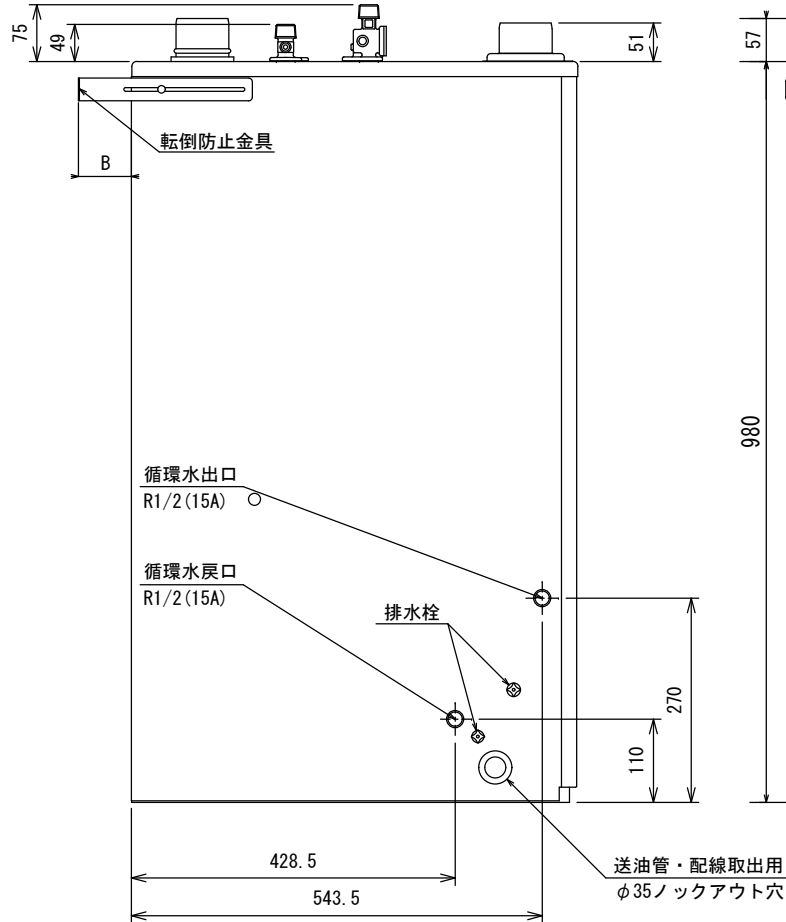 75
49
51
57
転倒防止金具
B
980
循環水出口
R1/2(15A)
循環水戻口
R1/2(15A)
排水栓
270
110
428.5
543.5
送油管・配線取出用
φ35ノックアウト穴